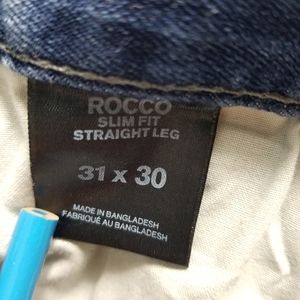 ROCCO
SLIM FIT
STRAIGHT LEG
31 x 30
MADE IN BANGLADESH
FABRIQUÉ AU BANGLADESH